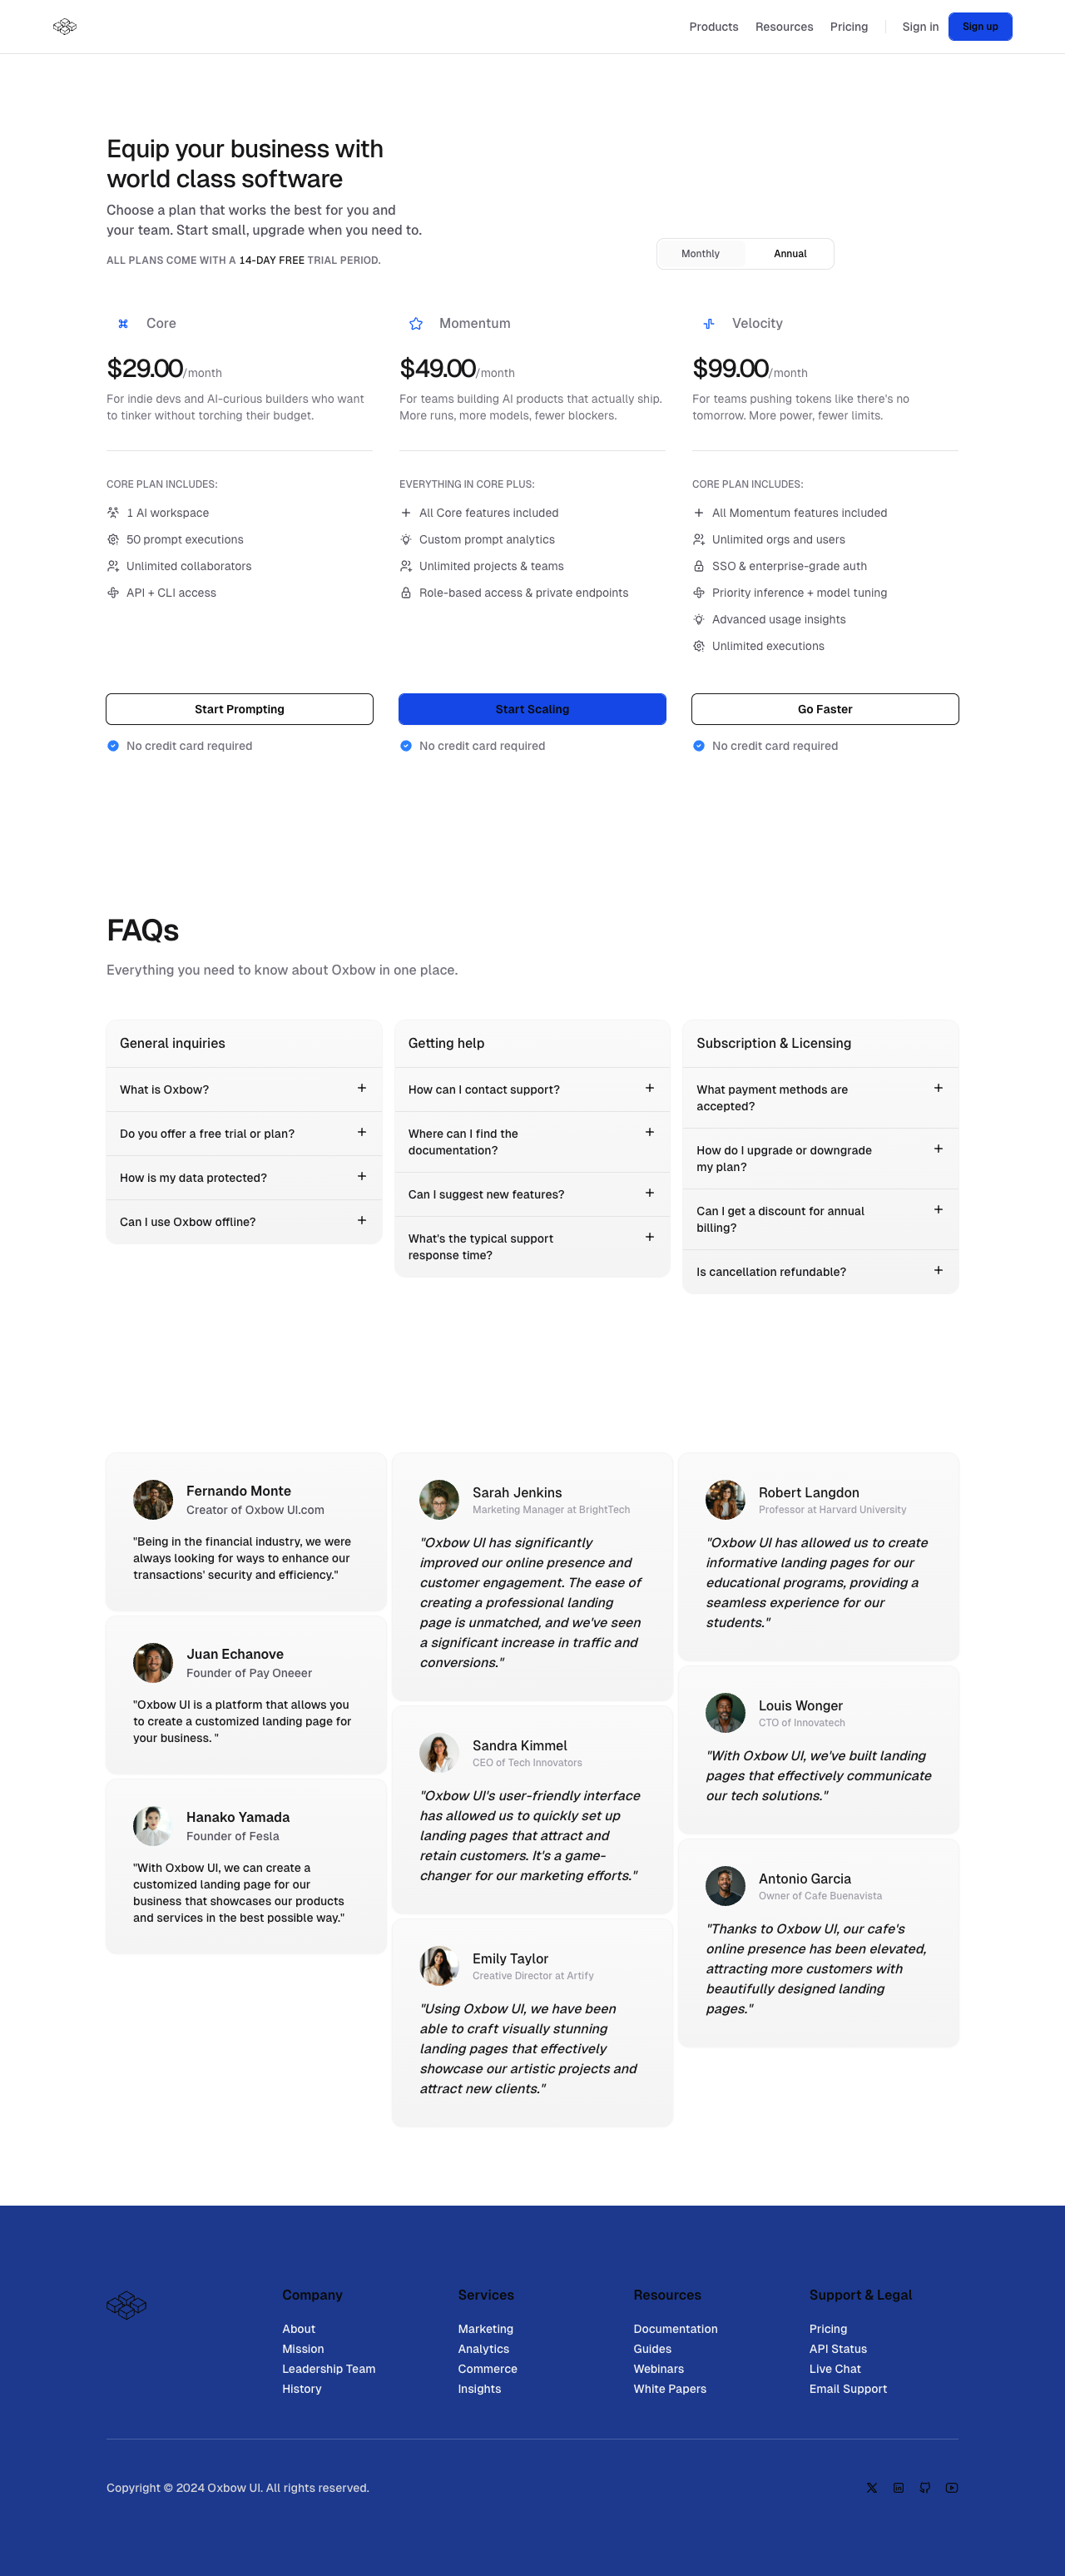 Products
Resources
Pricing
Sign in
Sign up
Equip your business with
world class software
Choose a plan that works the best for you and
your team. Start small, upgrade when you need to.
ALL PLANS COME WITH A 14-DAY FREE TRIAL PERIOD.
Monthly
Annual
Core
$29.00/month
For indie devs and AI-curious builders who want
to tinker without torching their budget.
CORE PLAN INCLUDES:
1 AI workspace
50 prompt executions
Unlimited collaborators
API + CLI access
Start Prompting
No credit card required
Momentum
$49.00/month
For teams building AI products that actually ship.
More runs, more models, fewer blockers.
EVERYTHING IN CORE PLUS:
All Core features included
Custom prompt analytics
Unlimited projects & teams
Role-based access & private endpoints
Start Scaling
No credit card required
Velocity
$99.00/month
For teams pushing tokens like there's no
tomorrow. More power, fewer limits.
CORE PLAN INCLUDES:
All Momentum features included
Unlimited orgs and users
SSO & enterprise-grade auth
Priority inference + model tuning
Advanced usage insights
Unlimited executions
Go Faster
No credit card required
FAQs
Everything you need to know about Oxbow in one place.
General inquiries
What is Oxbow?
Do you offer a free trial or plan?
How is my data protected?
Can I use Oxbow offline?
Getting help
How can I contact support?
Where can I find the
documentation?
Can I suggest new features?
What's the typical support
response time?
Subscription & Licensing
What payment methods are
accepted?
How do I upgrade or downgrade
my plan?
Can I get a discount for annual
billing?
Is cancellation refundable?
Fernando Monte
Creator of Oxbow UI.com
"Being in the financial industry, we were
always looking for ways to enhance our
transactions' security and efficiency."
Juan Echanove
Founder of Pay Oneeer
"Oxbow UI is a platform that allows you
to create a customized landing page for
your business. "
Hanako Yamada
Founder of Fesla
"With Oxbow UI, we can create a
customized landing page for our
business that showcases our products
and services in the best possible way."
Sarah Jenkins
Marketing Manager at BrightTech
"Oxbow UI has significantly
improved our online presence and
customer engagement. The ease of
creating a professional landing
page is unmatched, and we've seen
a significant increase in traffic and
conversions."
Sandra Kimmel
CEO of Tech Innovators
"Oxbow UI's user-friendly interface
has allowed us to quickly set up
landing pages that attract and
retain customers. It's a game-
changer for our marketing efforts."
Emily Taylor
Creative Director at Artify
"Using Oxbow UI, we have been
able to craft visually stunning
landing pages that effectively
showcase our artistic projects and
attract new clients."
Robert Langdon
Professor at Harvard University
"Oxbow UI has allowed us to create
informative landing pages for our
educational programs, providing a
seamless experience for our
students."
Louis Wonger
CTO of Innovatech
"With Oxbow UI, we've built landing
pages that effectively communicate
our tech solutions."
Antonio Garcia
Owner of Cafe Buenavista
"Thanks to Oxbow UI, our cafe's
online presence has been elevated,
attracting more customers with
beautifully designed landing
pages."
Company
About
Mission
Leadership Team
History
Services
Marketing
Analytics
Commerce
Insights
Resources
Documentation
Guides
Webinars
White Papers
Support & Legal
Pricing
API Status
Live Chat
Email Support
Copyright © 2024 Oxbow UI. All rights reserved.